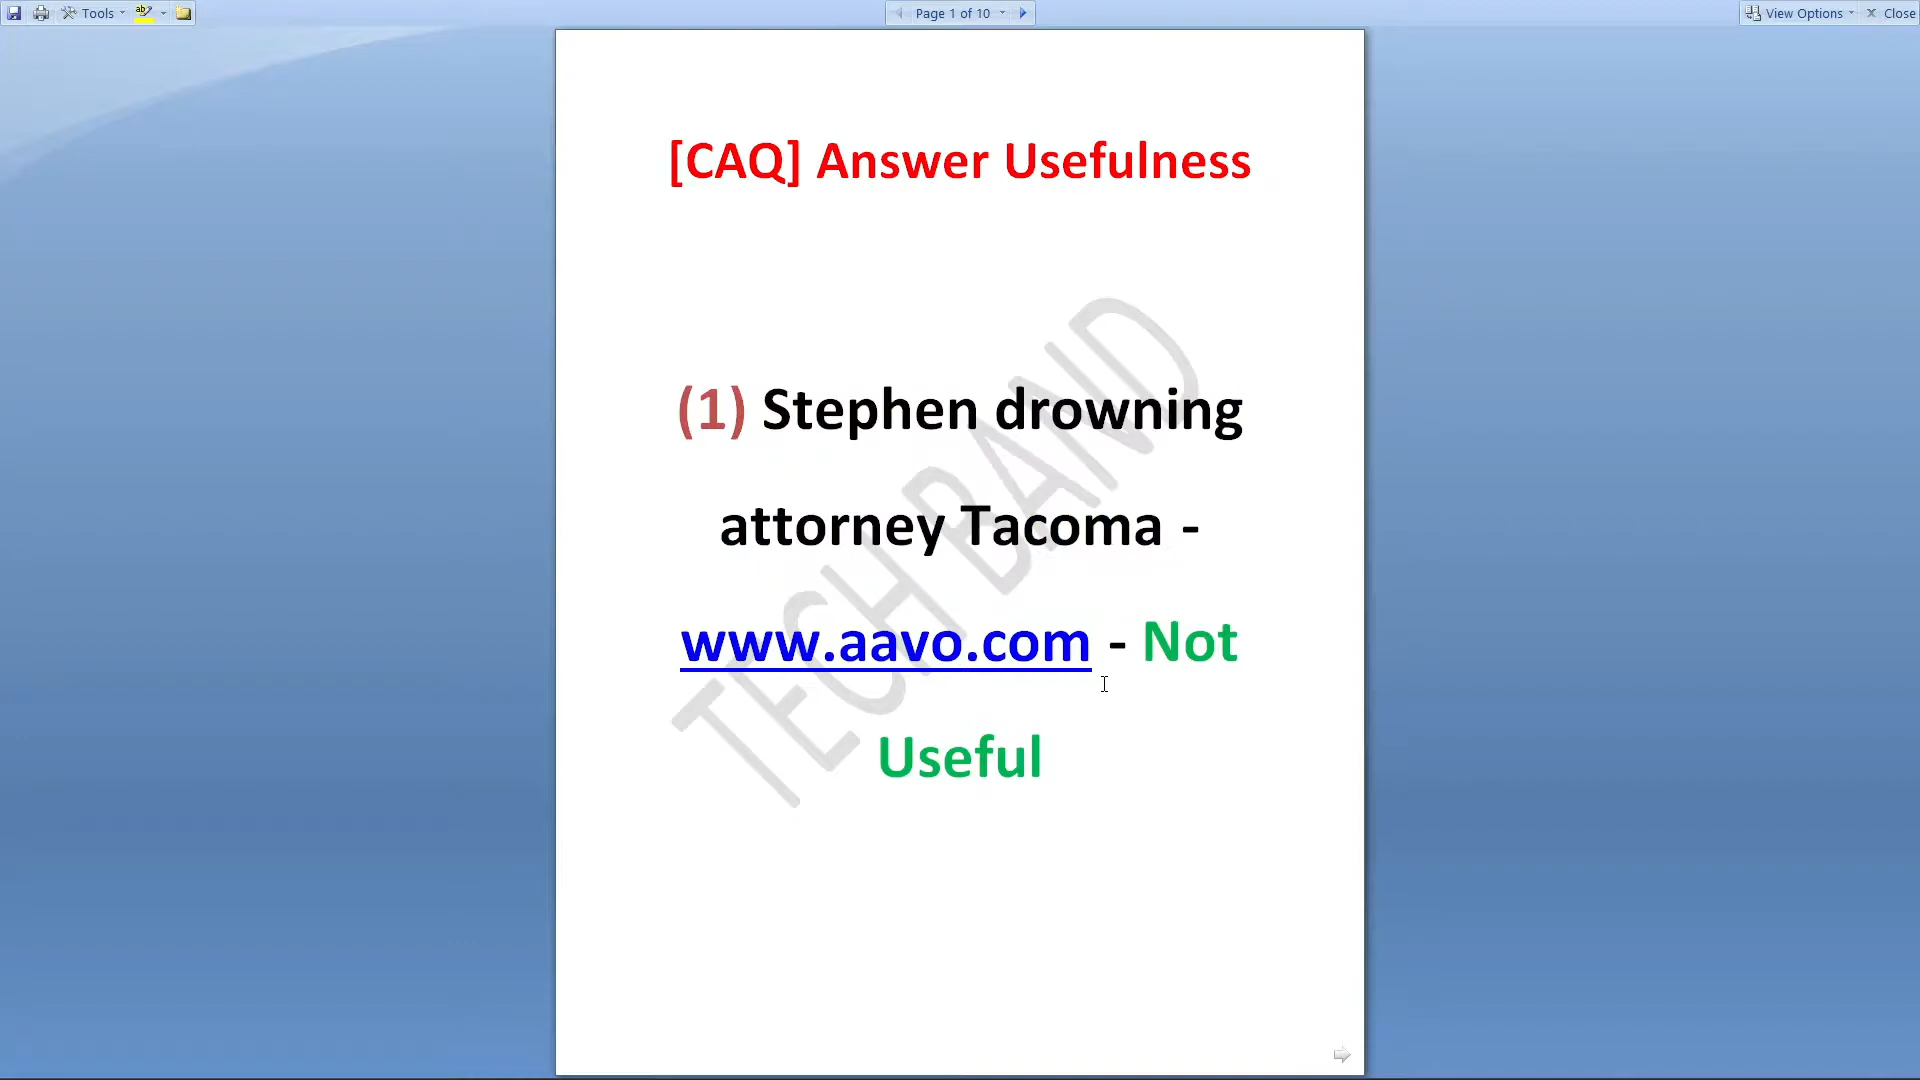 Tools
Page 1 of 10
View Options
Close
[CAQ] Answer Usefulness
(1) Stephen drowning
attorney Tacoma -
www.aavo.com - Not
Useful
TECH BAND